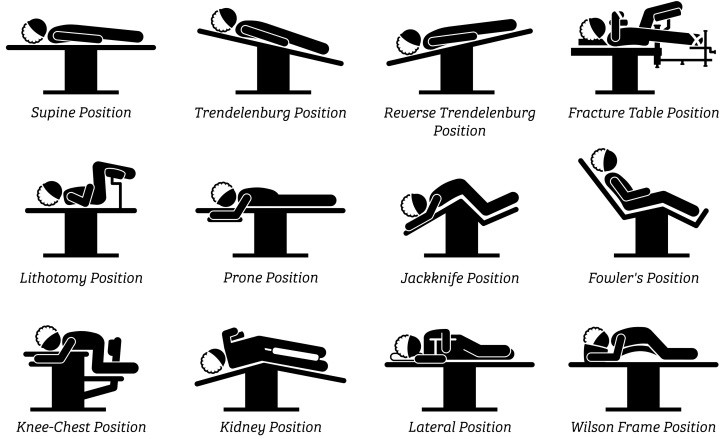 Supine Position
Trendelenburg Position
Reverse Trendelenburg
Position
Fracture Table Position
Lithotomy Position
Prone Position
Jackknife Position
Fowler's Position
Knee-Chest Position
Kidney Position
Lateral Position
Wilson Frame Position